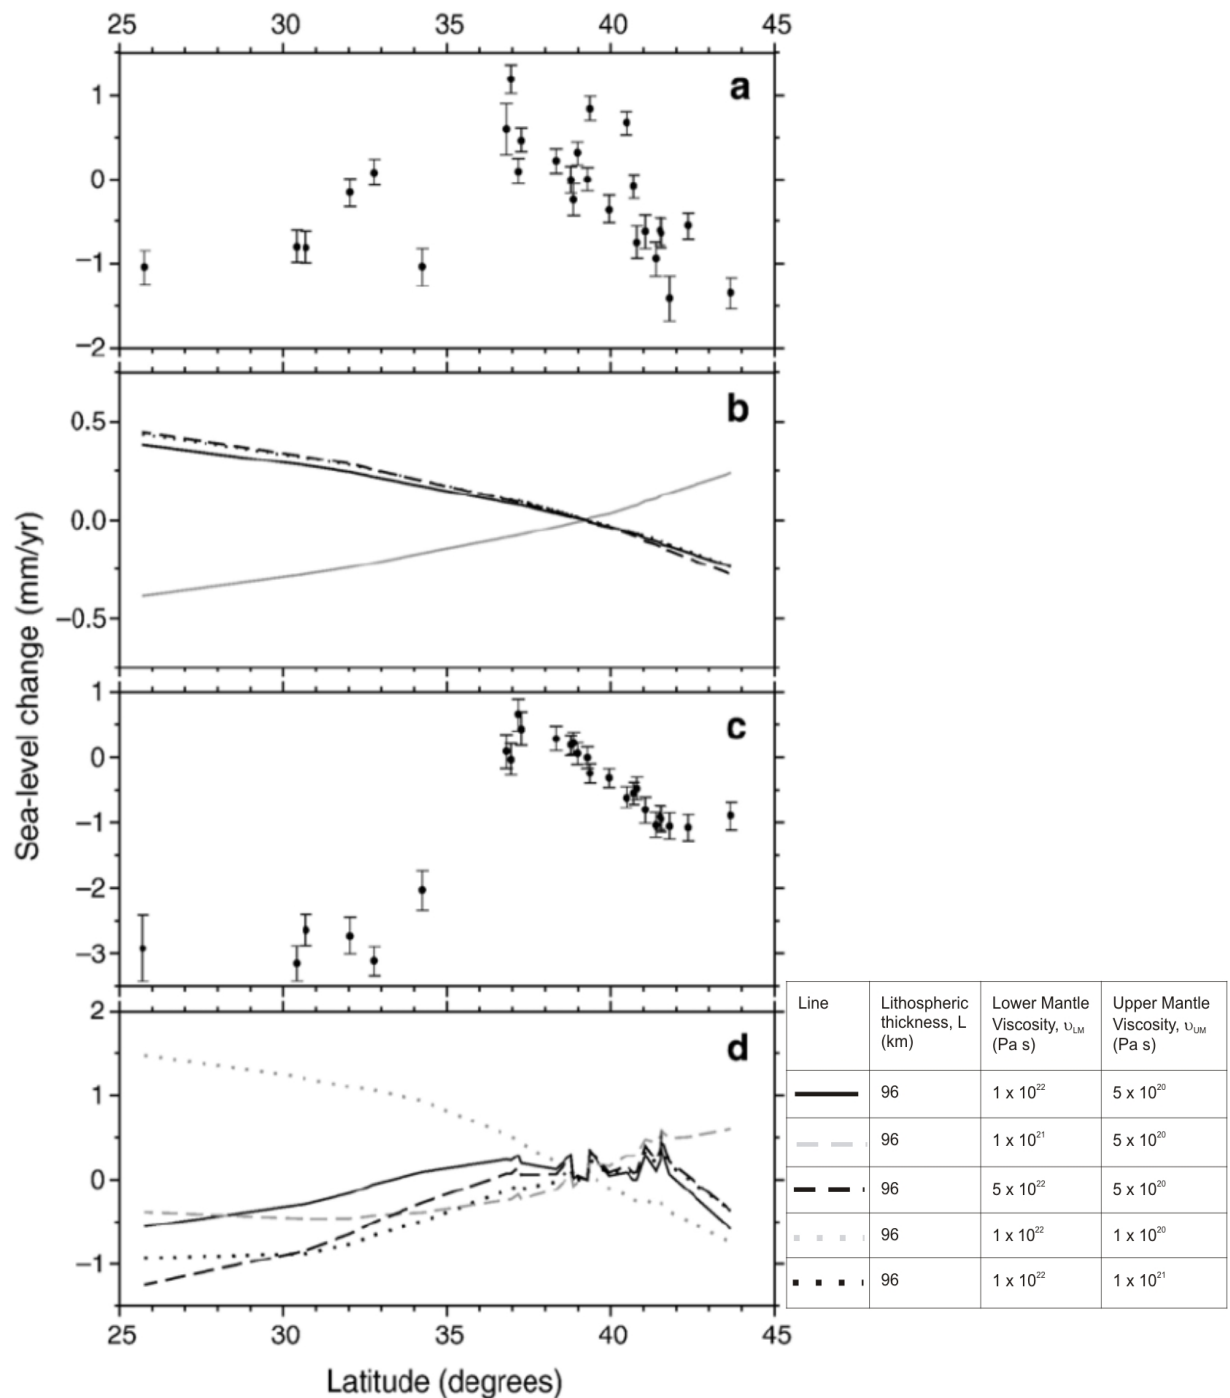 25 30 35 40 45
1
a
0
−1
−2
b
0.5
0.0
−0.5
1
c
0
−1
−2
−3
2
d
1
0
−1
25 30 35 40 45
Sea-level change (mm/yr)
Latitude (degrees)
Line
Lithospheric
thickness, L
(km)
Lower Mantle
Viscosity, υLM
(Pa s)
Upper Mantle
Viscosity, υUM
(Pa s)
96 1 x 10²² 5 x 10²⁰
96 1 x 10²¹ 5 x 10²⁰
96 5 x 10²² 5 x 10²⁰
96 1 x 10²² 1 x 10²⁰
96 1 x 10²² 1 x 10²¹